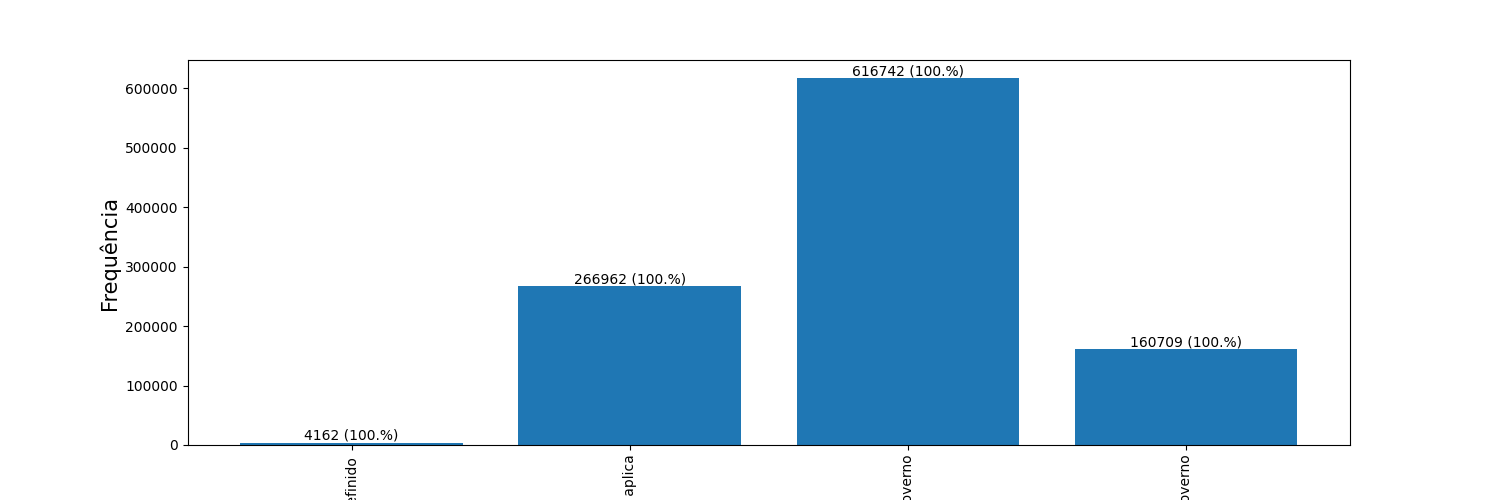 616742 (100.%)
600000
500000
400000
Frequência
300000
266962 (100.%)
200000
160709 (100.%)
100000
4162 (100.%)
0
efinido
aplica
overno
overno